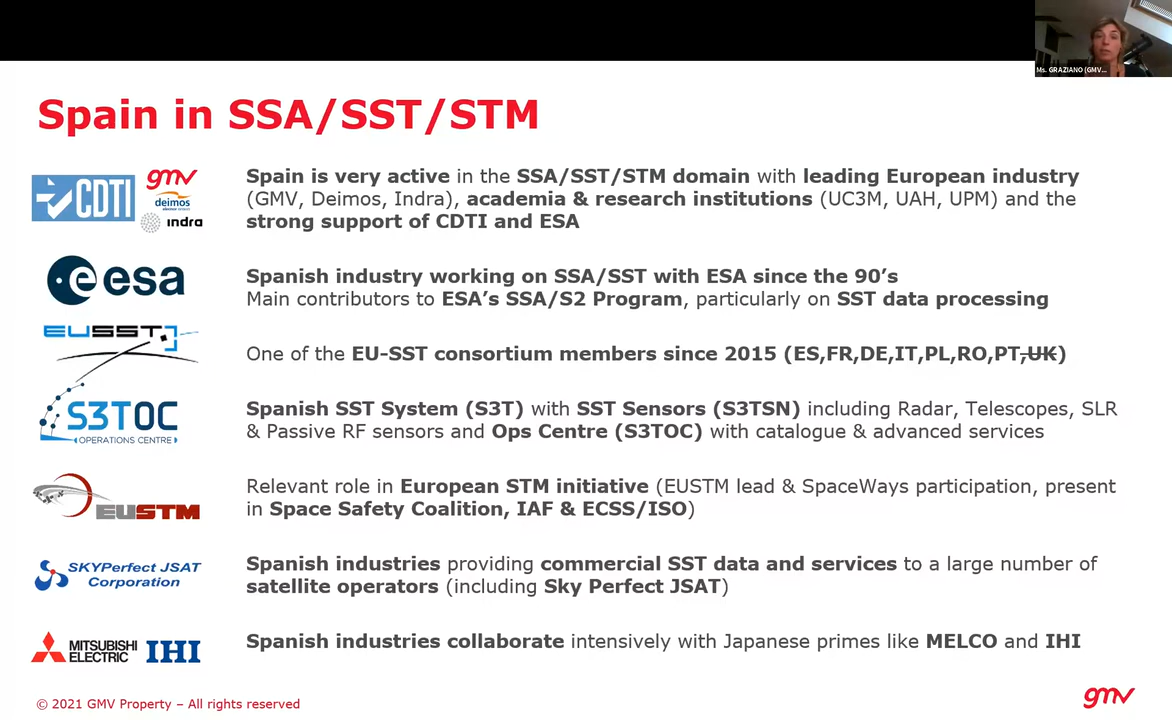 Ms. GRAZIANO (GMV...
Spain in SSA/SST/STM
CDTI
gmv
deimos
indra
Spain is very active in the SSA/SST/STM domain with leading European industry
(GMV, Deimos, Indra), academia & research institutions (UC3M, UAH, UPM) and the
strong support of CDTI and ESA
esa
Spanish industry working on SSA/SST with ESA since the 90’s
Main contributors to ESA’s SSA/S2 Program, particularly on SST data processing
EUSST
One of the EU-SST consortium members since 2015 (ES,FR,DE,IT,PL,RO,PT,UK)
S3TOC
OPERATIONS CENTRE
Spanish SST System (S3T) with SST Sensors (S3TSN) including Radar, Telescopes, SLR
& Passive RF sensors and Ops Centre (S3TOC) with catalogue & advanced services
EUSTM
Relevant role in European STM initiative (EUSTM lead & SpaceWays participation, present
in Space Safety Coalition, IAF & ECSS/ISO)
SKYPerfect JSAT
Corporation
Spanish industries providing commercial SST data and services to a large number of
satellite operators (including Sky Perfect JSAT)
MITSUBISHI
ELECTRIC
IHI
Spanish industries collaborate intensively with Japanese primes like MELCO and IHI
© 2021 GMV Property – All rights reserved
gmv